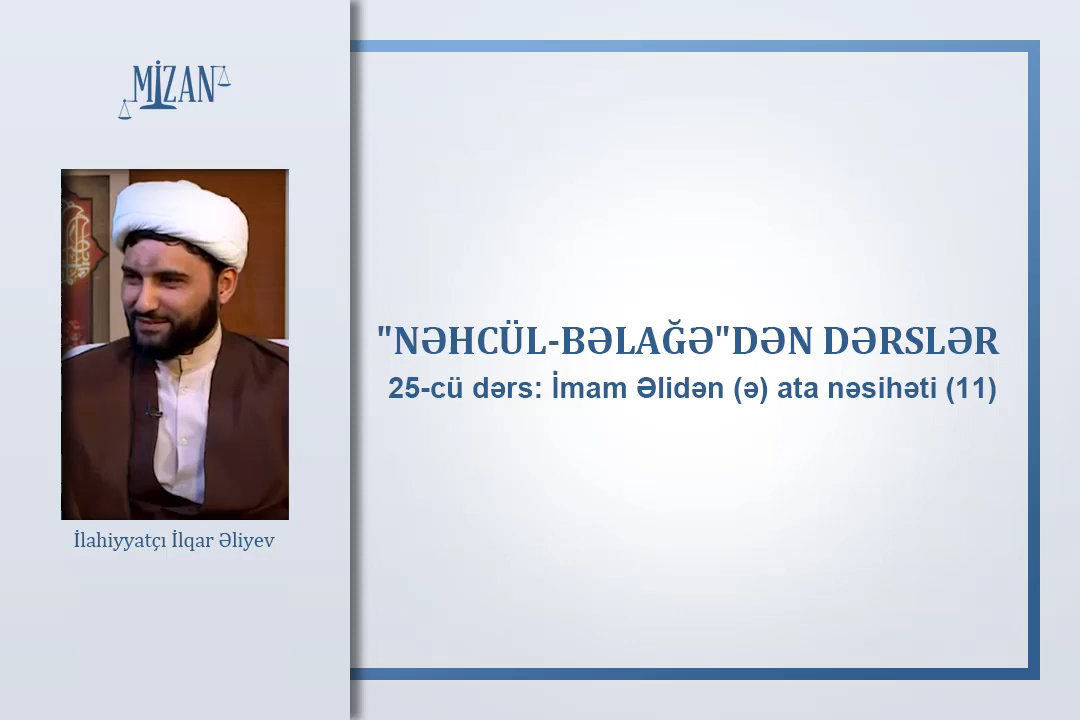 MİZAN
İlahiyyatçı İlqar Əliyev
"NƏHCÜL-BƏLAĞƏ"DƏN DƏRSLƏR
25-cü dərs: İmam Əlidən (ə) ata nəsihəti (11)